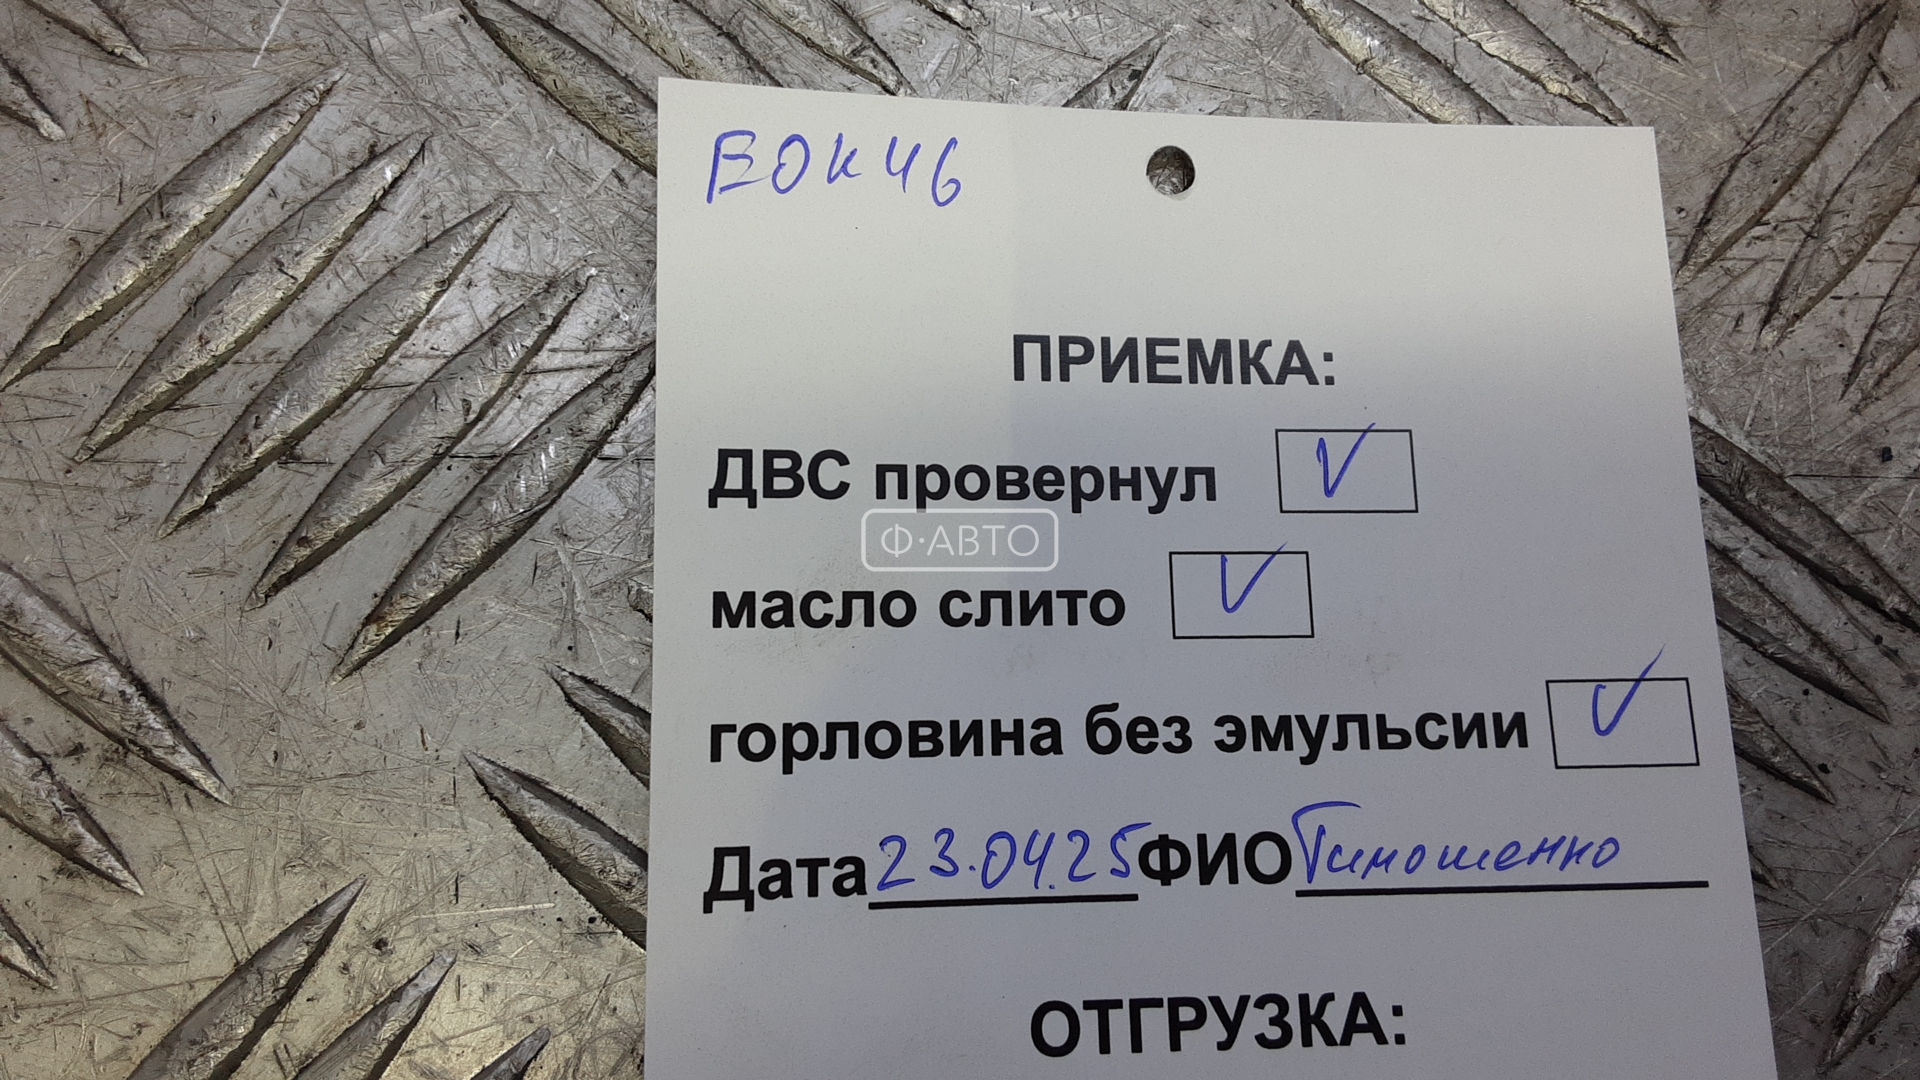 ВОК46
ПРИЕМКА:
ДВС провернул V
Ф·АВТО
масло слито V
горловина без эмульсии V
Дата 23.04.25 ФИО Тимошенко
ОТГРУЗКА: